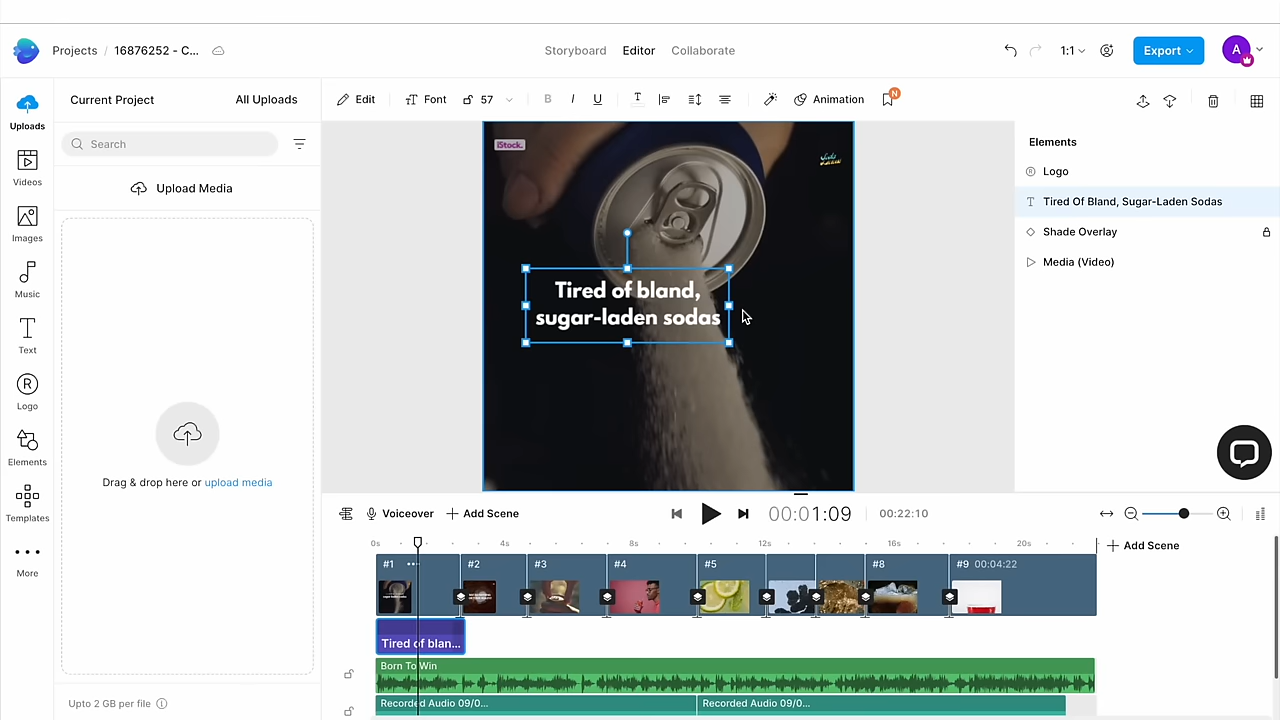 Projects / 16876252 - C...
Storyboard Editor Collaborate
1:1
Export
A
Current Project All Uploads
Edit Font 57 B I U T Animation N
Search
Upload Media
Uploads
Videos
Images
Music
Text
Logo
Elements
Templates
More
Drag & drop here or upload media
Upto 2 GB per file
iStock.
Tired of bland,
sugar-laden sodas
Elements
Logo
Tired Of Bland, Sugar-Laden Sodas
Shade Overlay
Media (Video)
Voiceover + Add Scene 00:01:09 00:22:10
0s 4s 8s 12s 16s 20s
+ Add Scene
#1 ••• #2 #3 #4 #5 #8 #9 00:04:22
Tired of blan...
Born To Win
Recorded Audio 09/0... Recorded Audio 09/0...